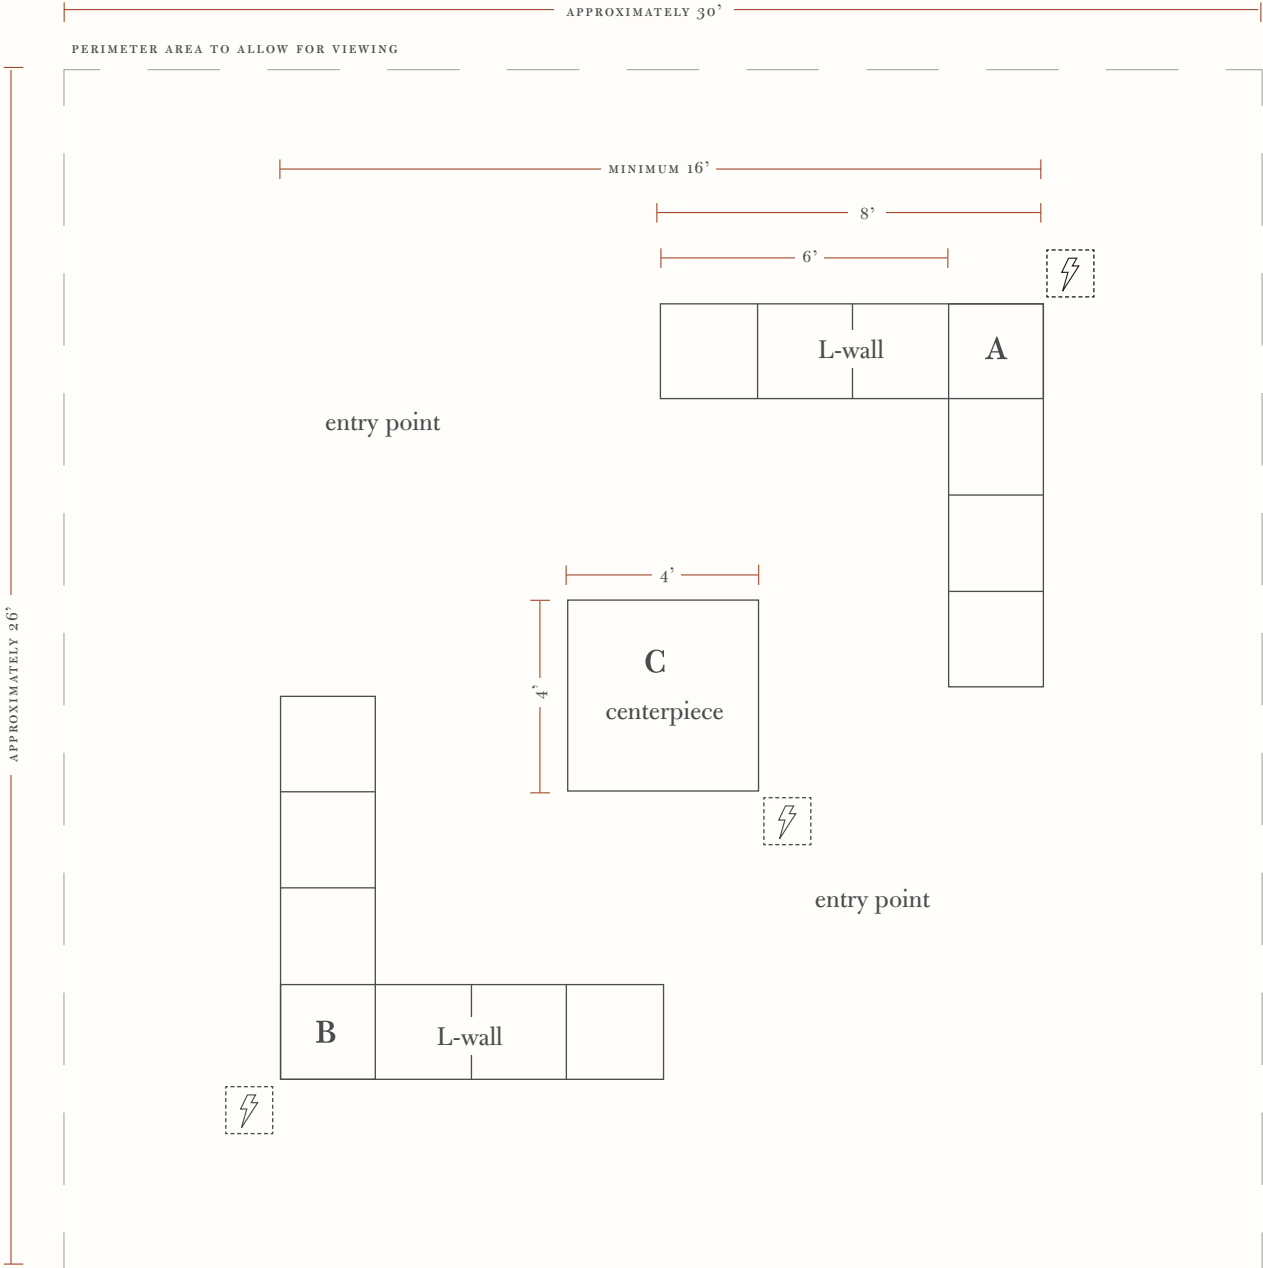 APPROXIMATELY 30’
PERIMETER AREA TO ALLOW FOR VIEWING
MINIMUM 16’
8’
6’
L-wall
A
entry point
4’
APPROXIMATELY 26’
C
4’
centerpiece
entry point
B
L-wall